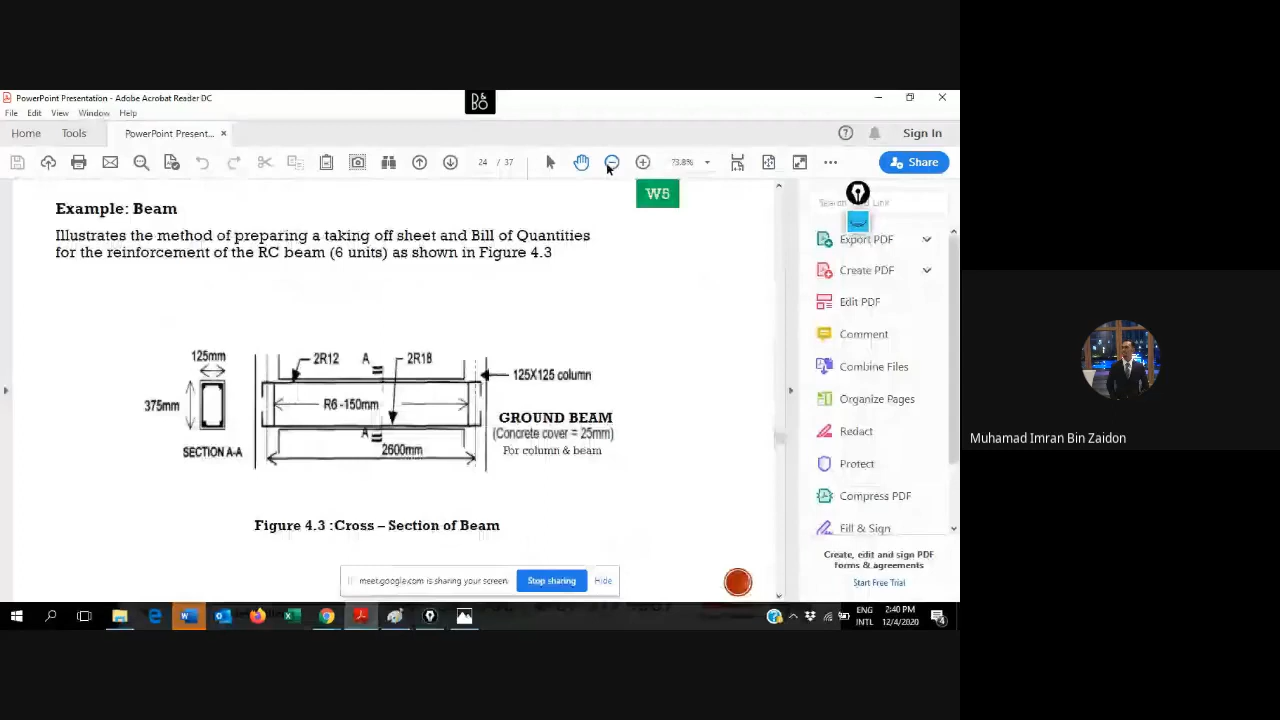 PowerPoint Presentation - Adobe Acrobat Reader DC
B&O
File Edit View Window Help
Home Tools PowerPoint Present... × Sign In
24 / 37 73.8% Share
W5
Example: Beam
Illustrates the method of preparing a taking off sheet and Bill of Quantities
for the reinforcement of the RC beam (6 units) as shown in Figure 4.3
125mm
375mm
SECTION A-A
2R12 A 2R18
125X125 column
R6 -150mm
A
2600mm
GROUND BEAM
(Concrete cover = 25mm)
For column & beam
Figure 4.3 :Cross – Section of Beam
Export PDF
Create PDF
Edit PDF
Comment
Combine Files
Organize Pages
Redact
Protect
Compress PDF
Fill & Sign
Create, edit and sign PDF
forms & agreements
Start Free Trial
meet.google.com is sharing your screen. Stop sharing Hide
ENG
INTL
2:40 PM
12/4/2020
4
Muhamad Imran Bin Zaidon